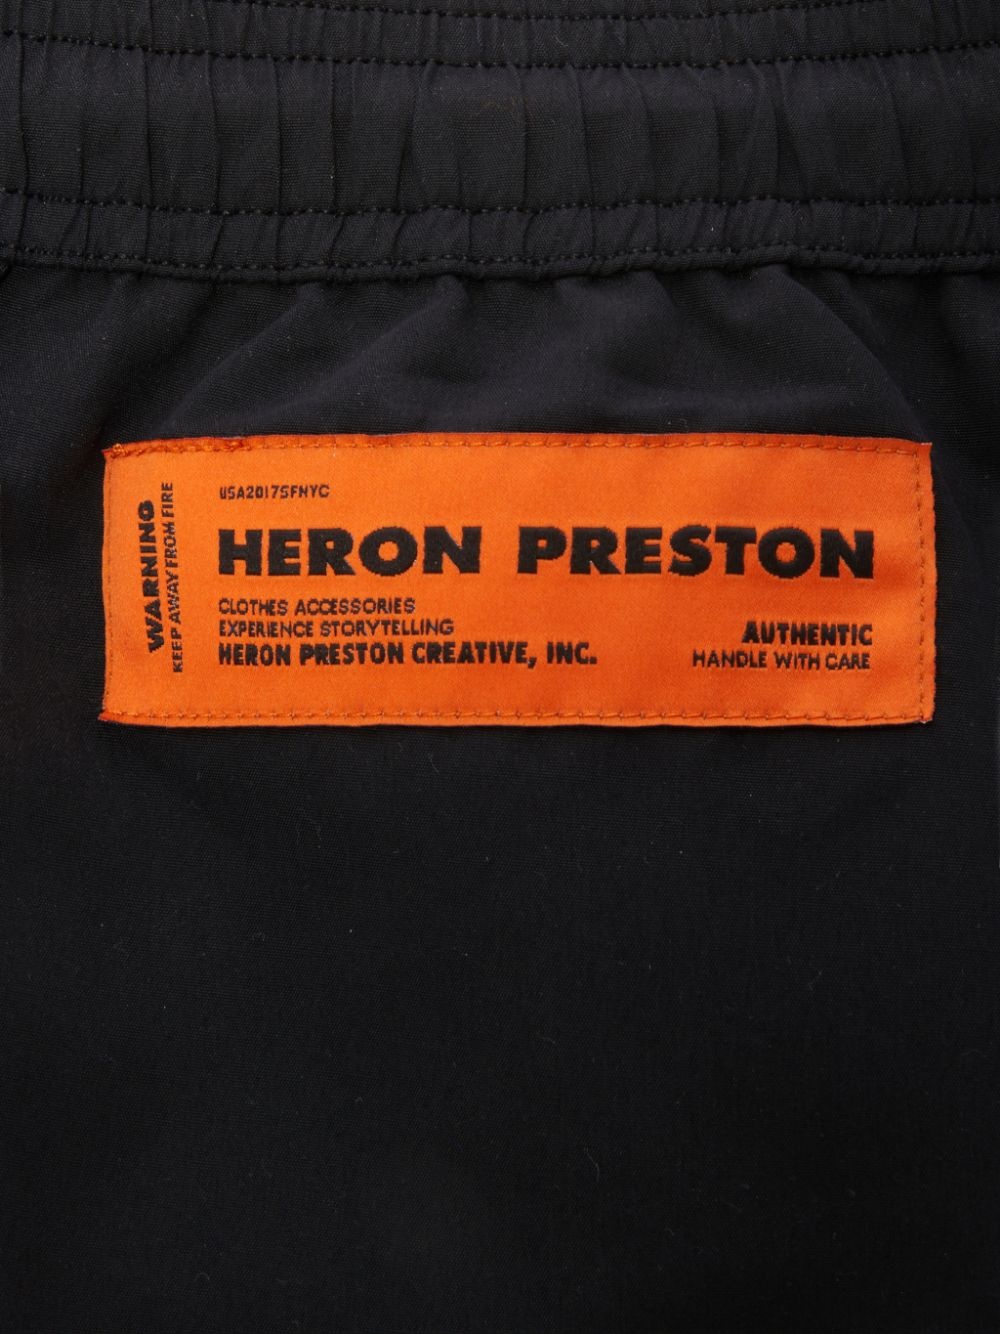 WARNING
KEEP AWAY FROM FIRE
USA2017SFNYC
HERON PRESTON
CLOTHES ACCESSORIES
EXPERIENCE STORYTELLING
HERON PRESTON CREATIVE, INC.
AUTHENTIC
HANDLE WITH CARE